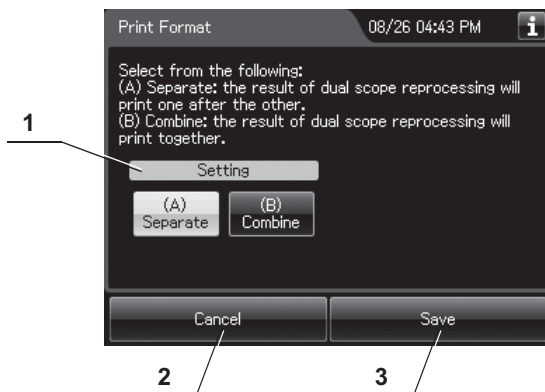 Print Format
08/26 04:43 PM
i
Select from the following:
(A) Separate: the result of dual scope reprocessing will
print one after the other.
(B) Combine: the result of dual scope reprocessing will
print together.
1
Setting
(A)
Separate
(B)
Combine
Cancel
Save
2
3